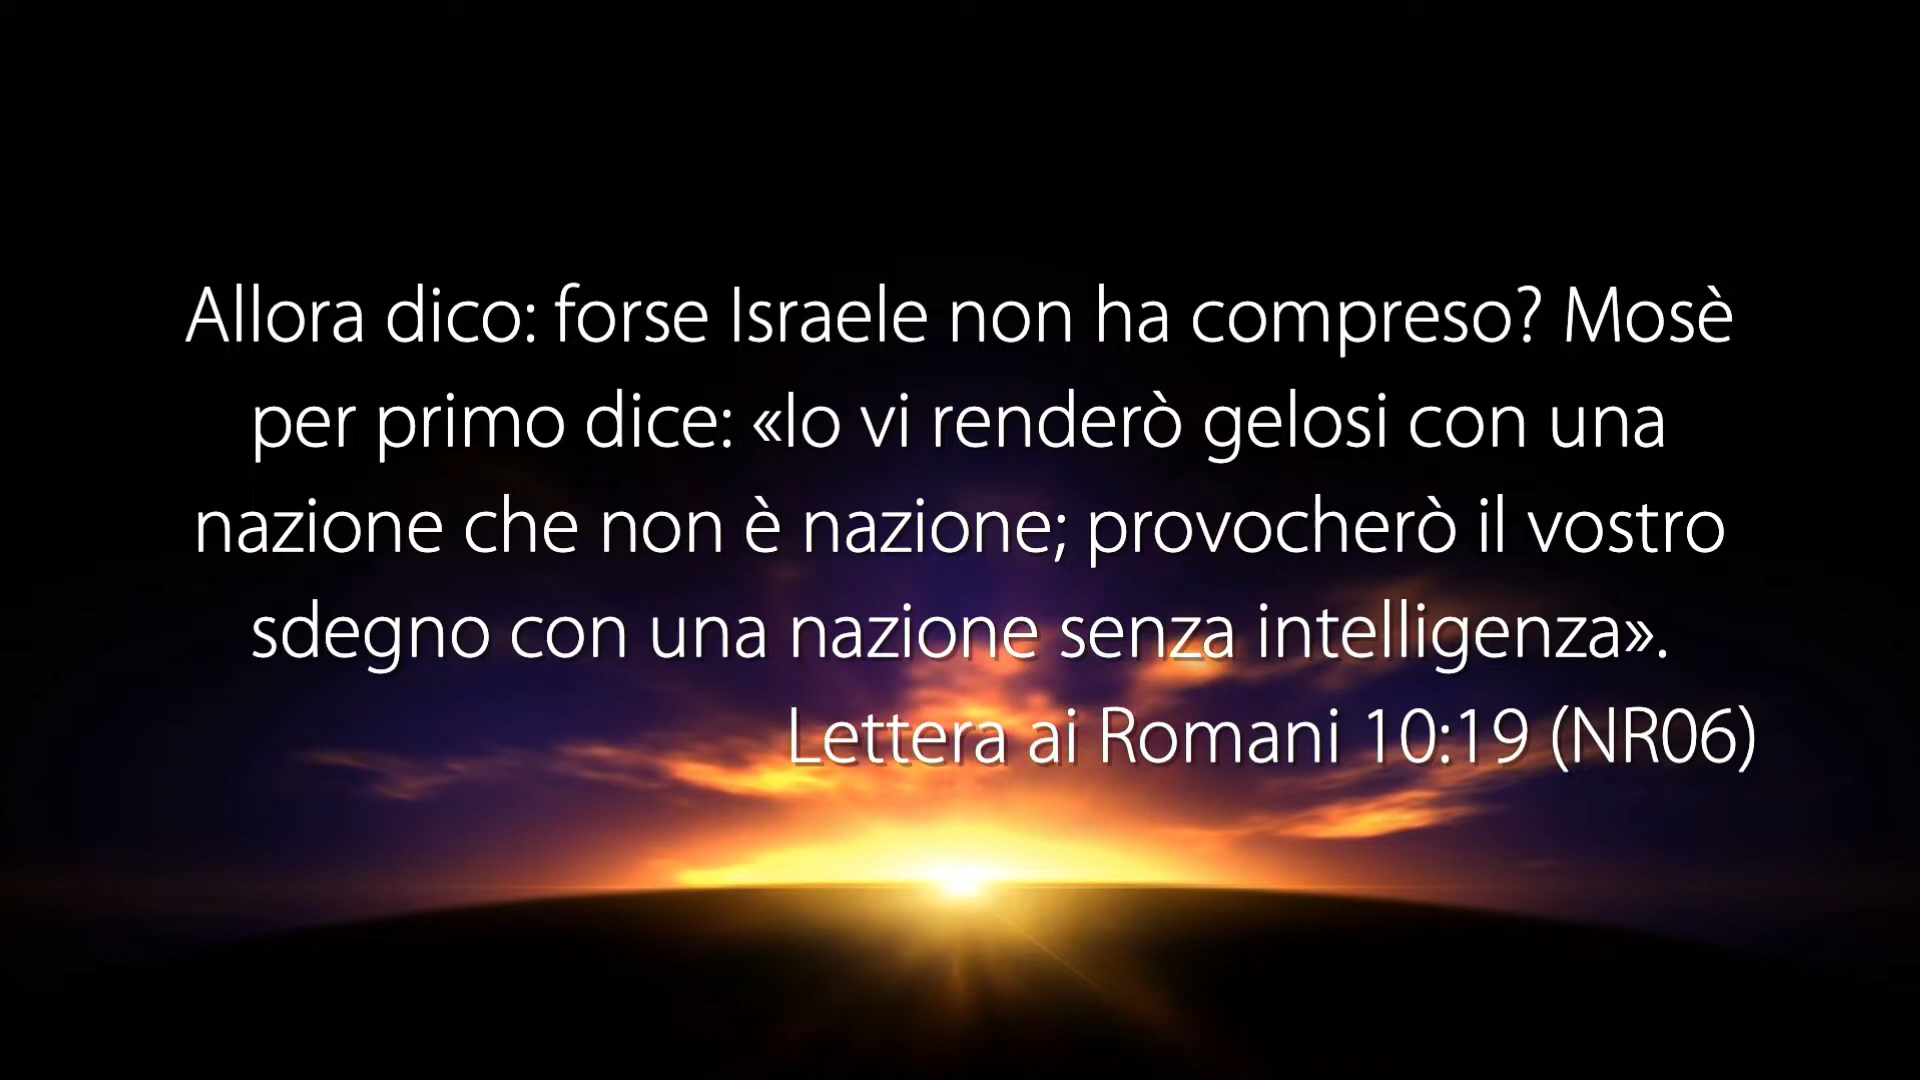 Allora dico: forse Israele non ha compreso? Mosè
per primo dice: «Io vi renderò gelosi con una
nazione che non è nazione; provocherò il vostro
sdegno con una nazione senza intelligenza».
Lettera ai Romani 10:19 (NR06)